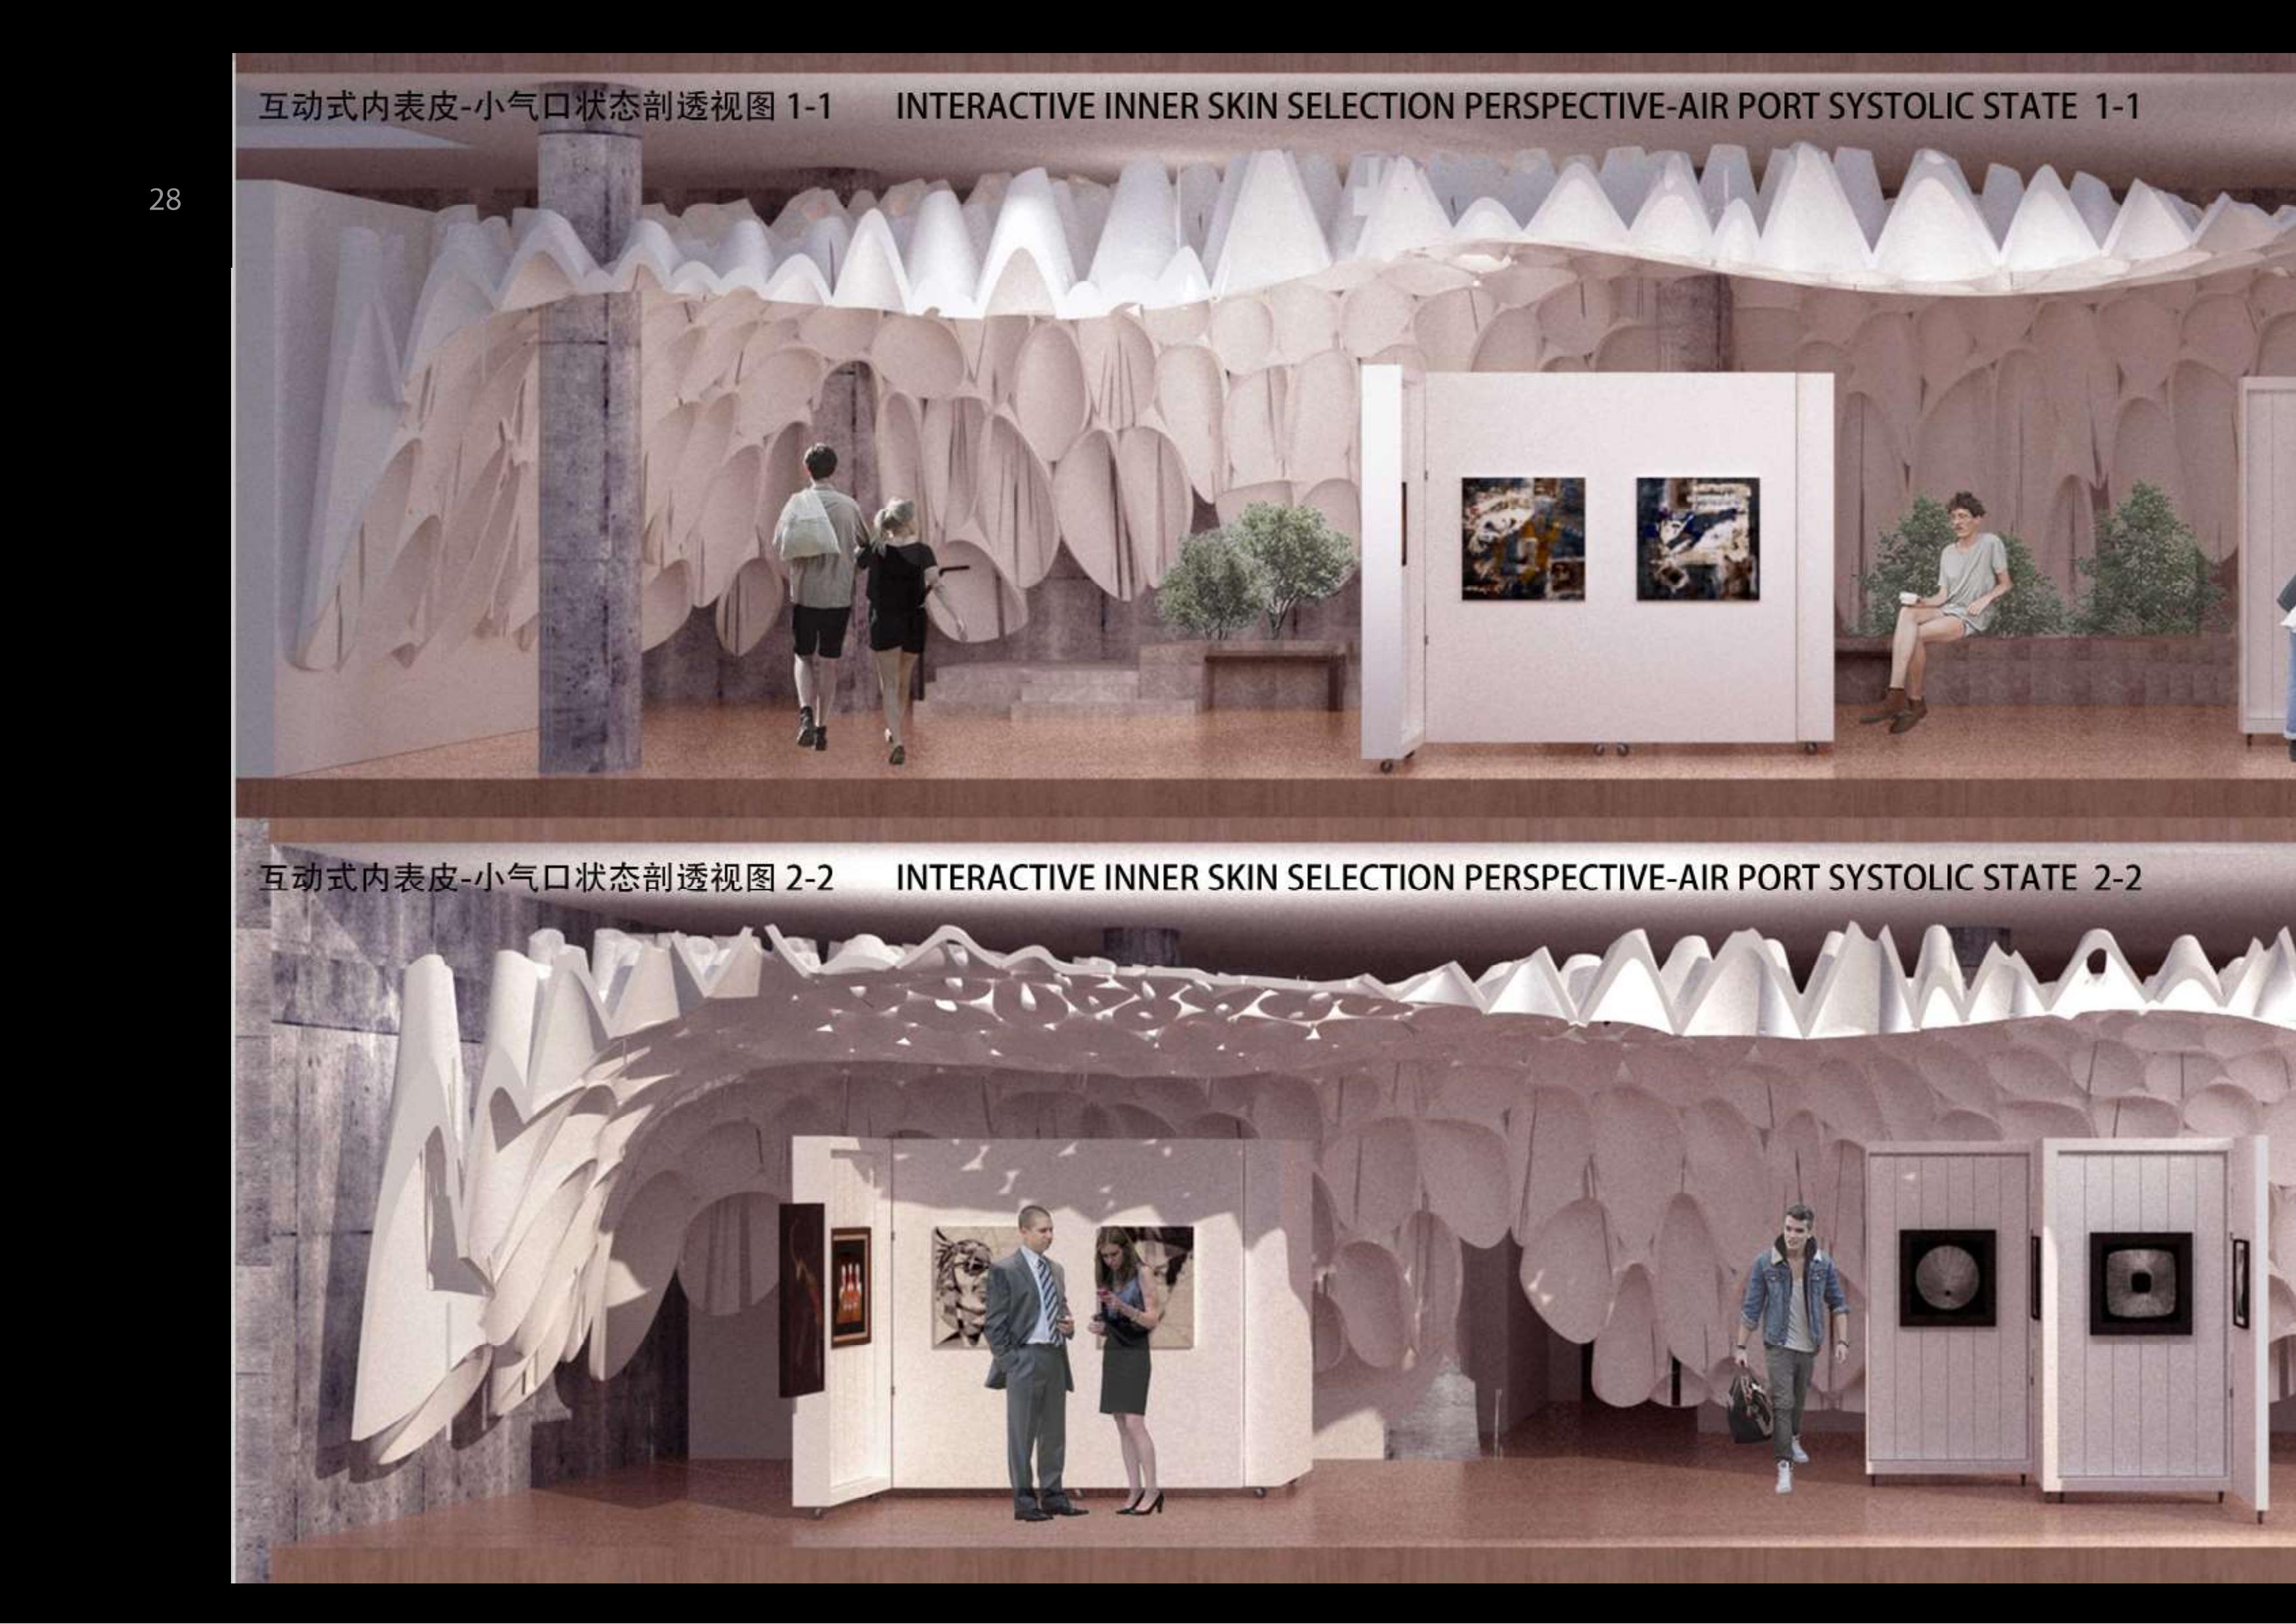 互动式内表皮-小气口状态剖透视图 1-1 INTERACTIVE INNER SKIN SELECTION PERSPECTIVE-AIR PORT SYSTOLIC STATE 1-1
28
互动式内表皮-小气口状态剖透视图 2-2 INTERACTIVE INNER SKIN SELECTION PERSPECTIVE-AIR PORT SYSTOLIC STATE 2-2